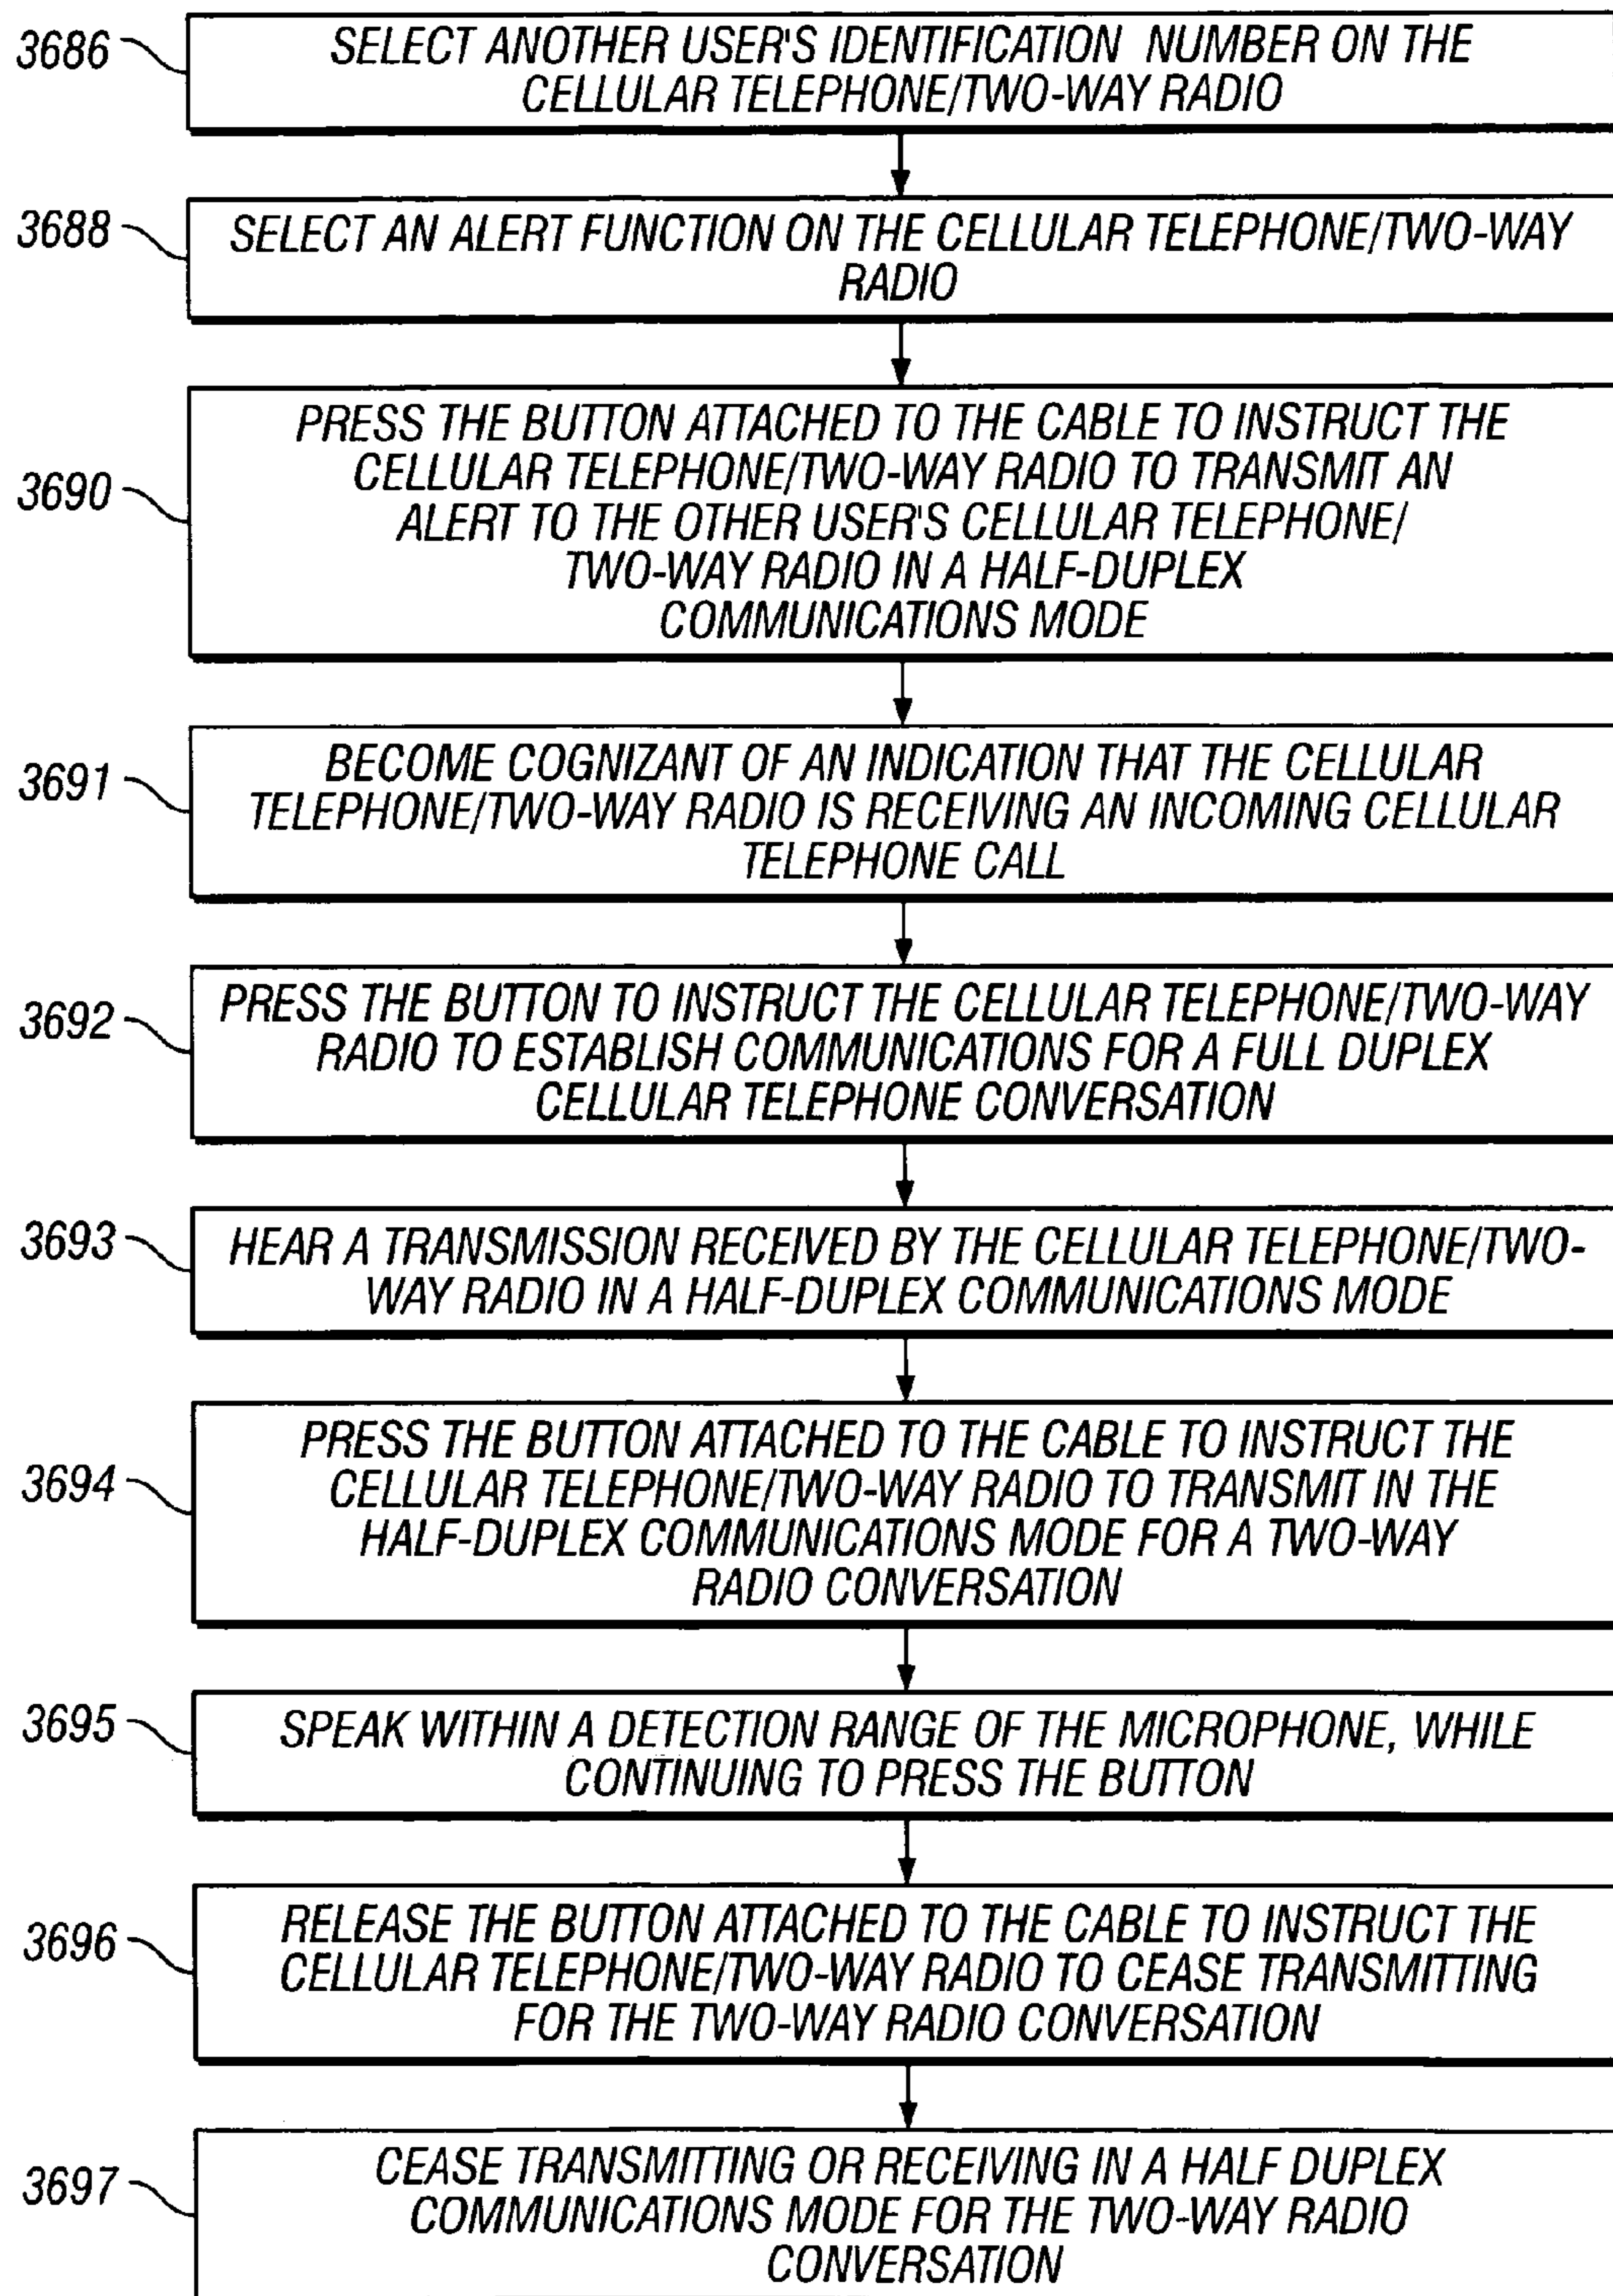 3686
SELECT ANOTHER USER'S IDENTIFICATION NUMBER ON THE
CELLULAR TELEPHONE/TWO-WAY RADIO
3688
SELECT AN ALERT FUNCTION ON THE CELLULAR TELEPHONE/TWO-WAY
RADIO
3690
PRESS THE BUTTON ATTACHED TO THE CABLE TO INSTRUCT THE
CELLULAR TELEPHONE/TWO-WAY RADIO TO TRANSMIT AN
ALERT TO THE OTHER USER'S CELLULAR TELEPHONE/
TWO-WAY RADIO IN A HALF-DUPLEX
COMMUNICATIONS MODE
3691
BECOME COGNIZANT OF AN INDICATION THAT THE CELLULAR
TELEPHONE/TWO-WAY RADIO IS RECEIVING AN INCOMING CELLULAR
TELEPHONE CALL
3692
PRESS THE BUTTON TO INSTRUCT THE CELLULAR TELEPHONE/TWO-WAY
RADIO TO ESTABLISH COMMUNICATIONS FOR A FULL DUPLEX
CELLULAR TELEPHONE CONVERSATION
3693
HEAR A TRANSMISSION RECEIVED BY THE CELLULAR TELEPHONE/TWO-
WAY RADIO IN A HALF-DUPLEX COMMUNICATIONS MODE
3694
PRESS THE BUTTON ATTACHED TO THE CABLE TO INSTRUCT THE
CELLULAR TELEPHONE/TWO-WAY RADIO TO TRANSMIT IN THE
HALF-DUPLEX COMMUNICATIONS MODE FOR A TWO-WAY
RADIO CONVERSATION
3695
SPEAK WITHIN A DETECTION RANGE OF THE MICROPHONE, WHILE
CONTINUING TO PRESS THE BUTTON
3696
RELEASE THE BUTTON ATTACHED TO THE CABLE TO INSTRUCT THE
CELLULAR TELEPHONE/TWO-WAY RADIO TO CEASE TRANSMITTING
FOR THE TWO-WAY RADIO CONVERSATION
3697
CEASE TRANSMITTING OR RECEIVING IN A HALF DUPLEX
COMMUNICATIONS MODE FOR THE TWO-WAY RADIO
CONVERSATION